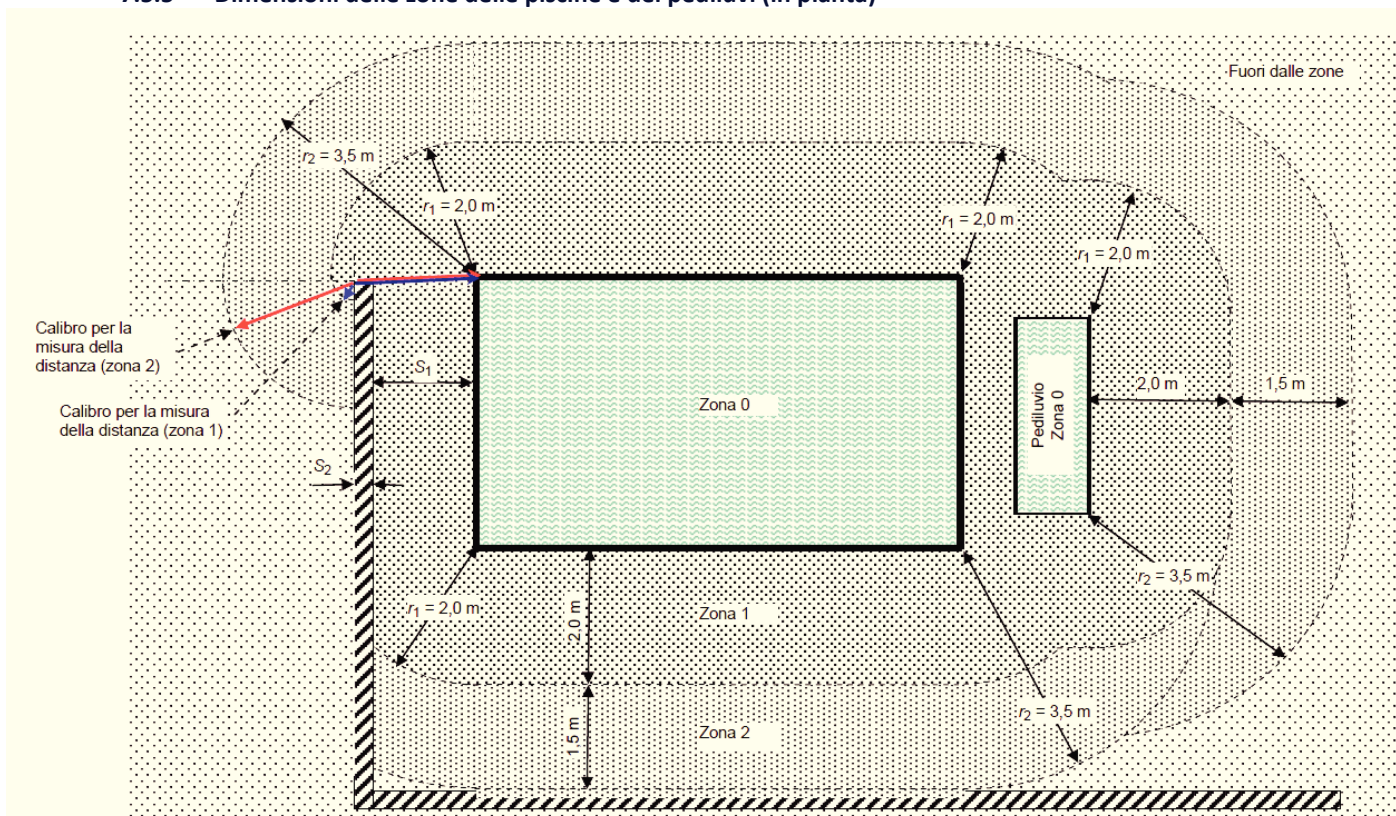 7.5.5 Dimensioni delle zone delle piscine e dei pediluvi (in pianta)
Fuori dalle zone
r2 = 3,5 m
r1 = 2,0 m
r1 = 2,0 m
r1 = 2,0 m
Calibro per la
misura della
distanza (zona 2)
S1
Zona 0
Pediluvio
Zona 0
2,0 m
1,5 m
Calibro per la misura
della distanza (zona 1)
S2
r2 = 3,5 m
r1 = 2,0 m
2,0 m
Zona 1
r2 = 3,5 m
1,5 m
Zona 2